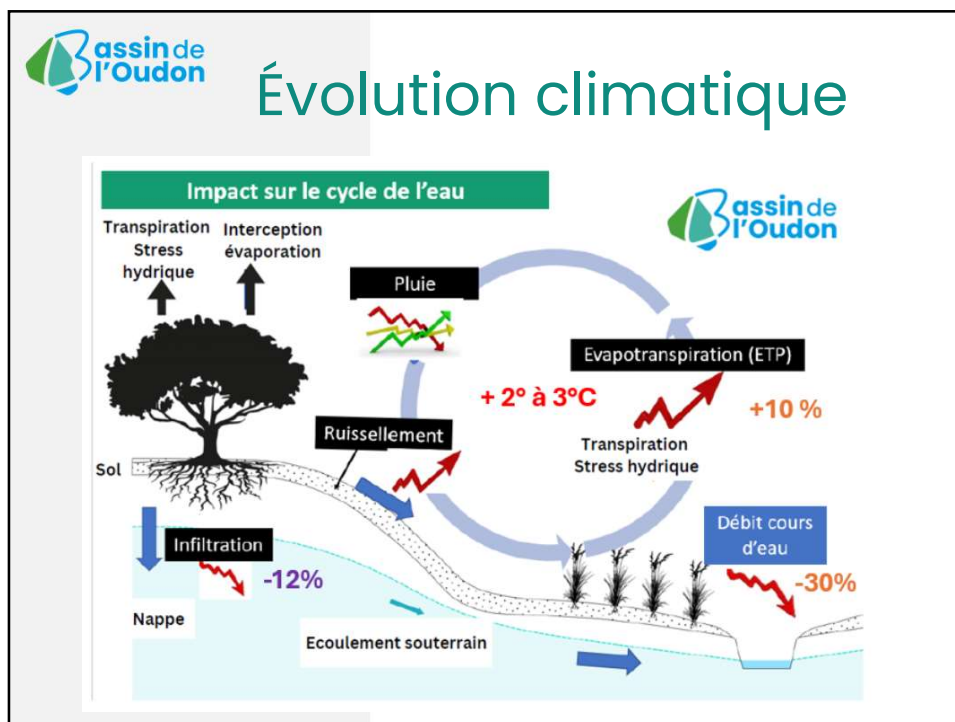 Bassin de
l'Oudon
Évolution climatique
Impact sur le cycle de l'eau
Bassin de
l'Oudon
Transpiration
Stress
hydrique
Interception
évaporation
Pluie
Evapotranspiration (ETP)
+ 2° à 3°C
+10 %
Ruissellement
Transpiration
Stress hydrique
Sol
Débit cours
d'eau
Infiltration
-12%
-30%
Nappe
Ecoulement souterrain